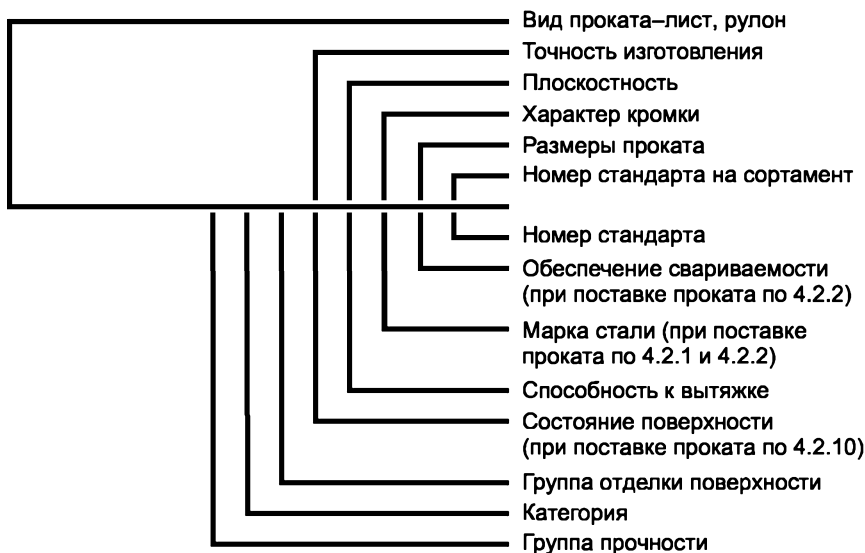 Вид проката–лист, рулон
Точность изготовления
Плоскостность
Характер кромки
Размеры проката
Номер стандарта на сортамент
Номер стандарта
Обеспечение свариваемости
(при поставке проката по 4.2.2)
Марка стали (при поставке
проката по 4.2.1 и 4.2.2)
Способность к вытяжке
Состояние поверхности
(при поставке проката по 4.2.10)
Группа отделки поверхности
Категория
Группа прочности